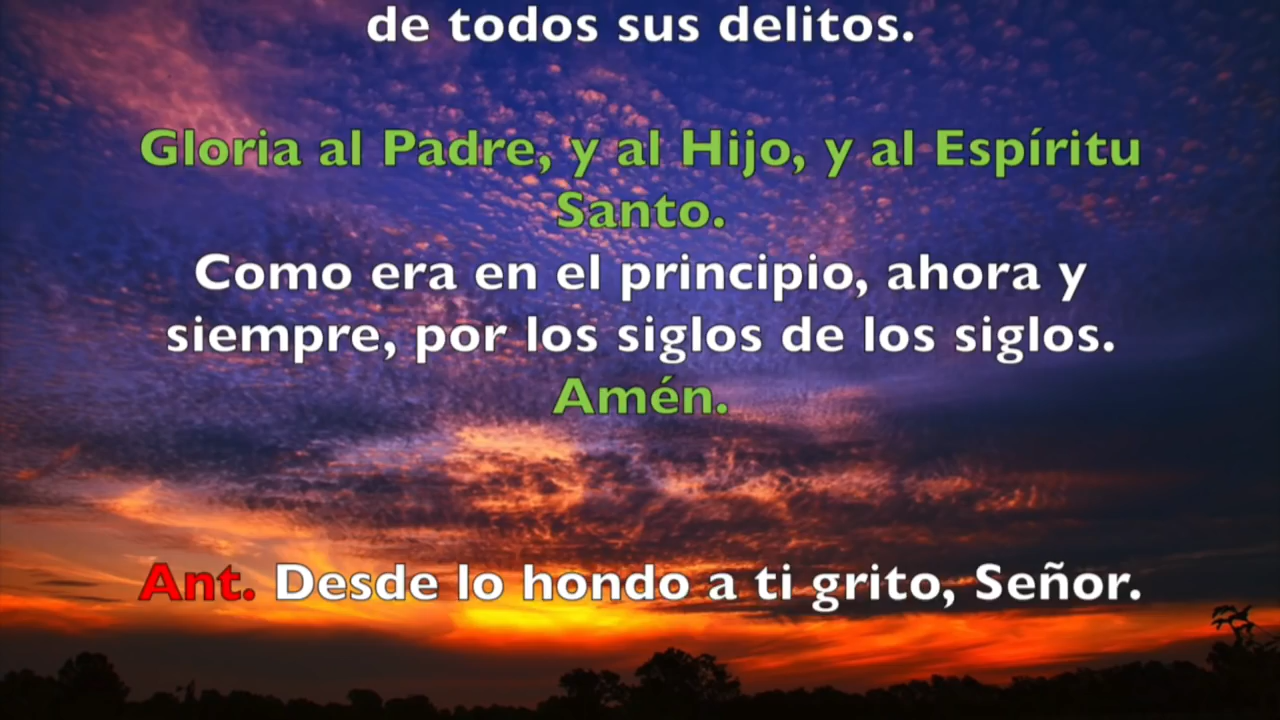 de todos sus delitos.
Gloria al Padre, y al Hijo, y al Espíritu
Santo.
Como era en el principio, ahora y
siempre, por los siglos de los siglos.
Amén.
Ant. Desde lo hondo a ti grito, Señor.